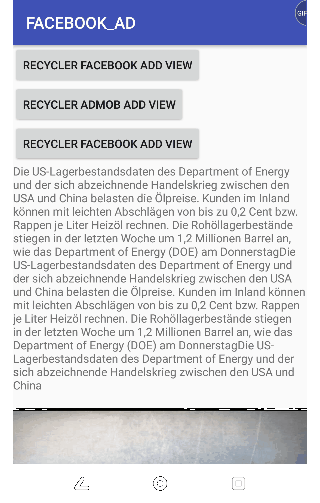 FACEBOOK_AD
GIF
RECYCLER FACEBOOK ADD VIEW
RECYCLER ADMOB ADD VIEW
RECYCLER FACEBOOK ADD VIEW
Die US-Lagerbestandsdaten des Department of Energy
und der sich abzeichnende Handelskrieg zwischen den
USA und China belasten die Ölpreise. Kunden im Inland
können mit leichten Abschlägen von bis zu 0,2 Cent bzw.
Rappen je Liter Heizöl rechnen. Die Rohöllagerbestände
stiegen in der letzten Woche um 1,2 Millionen Barrel an,
wie das Department of Energy (DOE) am DonnerstagDie
US-Lagerbestandsdaten des Department of Energy und
der sich abzeichnende Handelskrieg zwischen den USA
und China belasten die Ölpreise. Kunden im Inland können
mit leichten Abschlägen von bis zu 0,2 Cent bzw. Rappen
je Liter Heizöl rechnen. Die Rohöllagerbestände stiegen
in der letzten Woche um 1,2 Millionen Barrel an, wie das
Department of Energy (DOE) am DonnerstagDie US-
Lagerbestandsdaten des Department of Energy und der
sich abzeichnende Handelskrieg zwischen den USA und
China